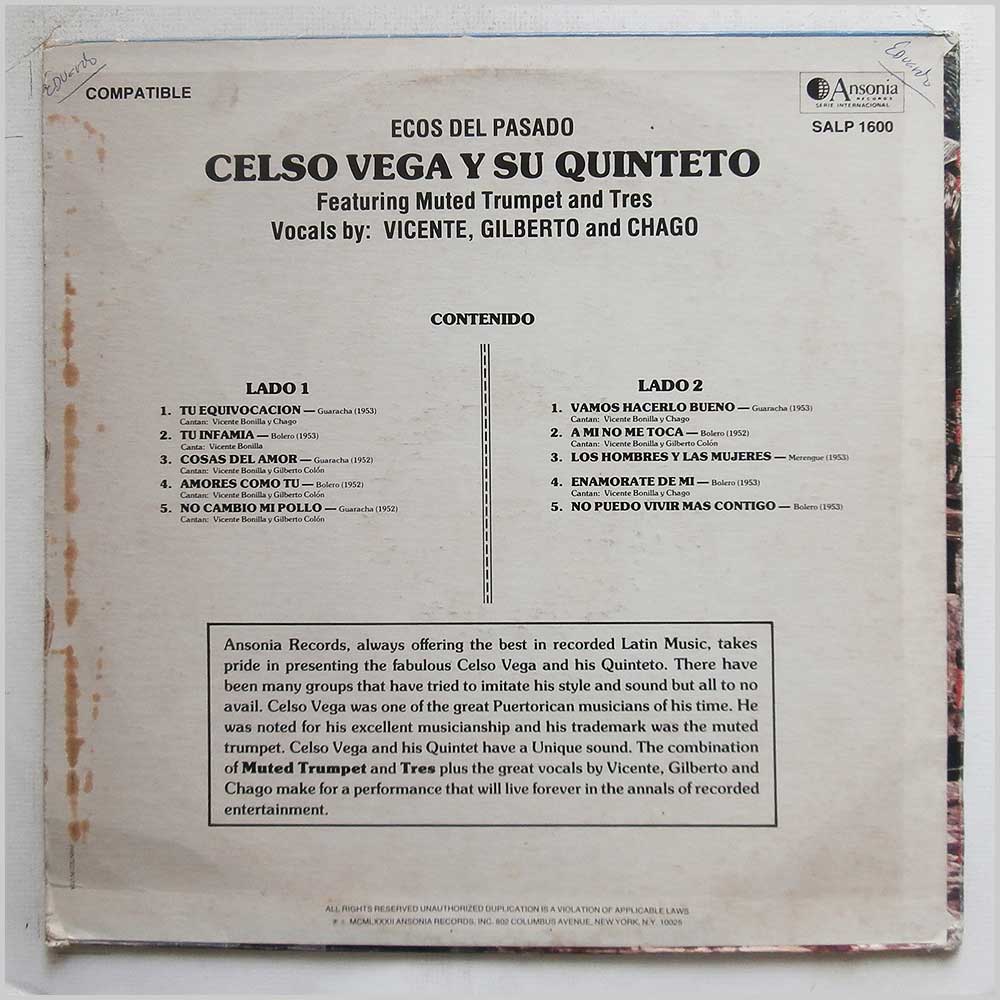 Eduardo
Eduardo
COMPATIBLE
Ansonia
RECORDS
SERIE INTERNACIONAL
SALP 1600
ECOS DEL PASADO
CELSO VEGA Y SU QUINTETO
Featuring Muted Trumpet and Tres
Vocals by: VICENTE, GILBERTO and CHAGO
CONTENIDO
LADO 1
1. TU EQUIVOCACION — Guaracha (1953)
Cantan: Vicente Bonilla y Chago
2. TU INFAMIA — Bolero (1953)
Canta: Vicente Bonilla
3. COSAS DEL AMOR — Guaracha (1952)
Cantan: Vicente Bonilla y Gilberto Colón
4. AMORES COMO TU — Bolero (1952)
Cantan: Vicente Bonilla y Gilberto Colón
5. NO CAMBIO MI POLLO — Guaracha (1952)
Cantan: Vicente Bonilla y Gilberto Colón
LADO 2
1. VAMOS HACERLO BUENO — Guaracha (1953)
Cantan: Vicente Bonilla y Chago
2. A MI NO ME TOCA — Bolero (1952)
Cantan: Vicente Bonilla y Gilberto Colón
3. LOS HOMBRES Y LAS MUJERES — Merengue (1953)
4. ENAMORATE DE MI — Bolero (1953)
Cantan: Vicente Bonilla y Chago
5. NO PUEDO VIVIR MAS CONTIGO — Bolero (1953)
Ansonia Records, always offering the best in recorded Latin Music, takes
pride in presenting the fabulous Celso Vega and his Quinteto. There have
been many groups that have tried to imitate his style and sound but all to no
avail. Celso Vega was one of the great Puertorican musicians of his time. He
was noted for his excellent musicianship and his trademark was the muted
trumpet. Celso Vega and his Quintet have a Unique sound. The combination
of Muted Trumpet and Tres plus the great vocals by Vicente, Gilberto and
Chago make for a performance that will live forever in the annals of recorded
entertainment.
ALL RIGHTS RESERVED UNAUTHORIZED DUPLICATION IS A VIOLATION OF APPLICABLE LAWS
MCMLXXXII ANSONIA RECORDS, INC. 802 COLUMBUS AVENUE, NEW YORK, N.Y. 10025